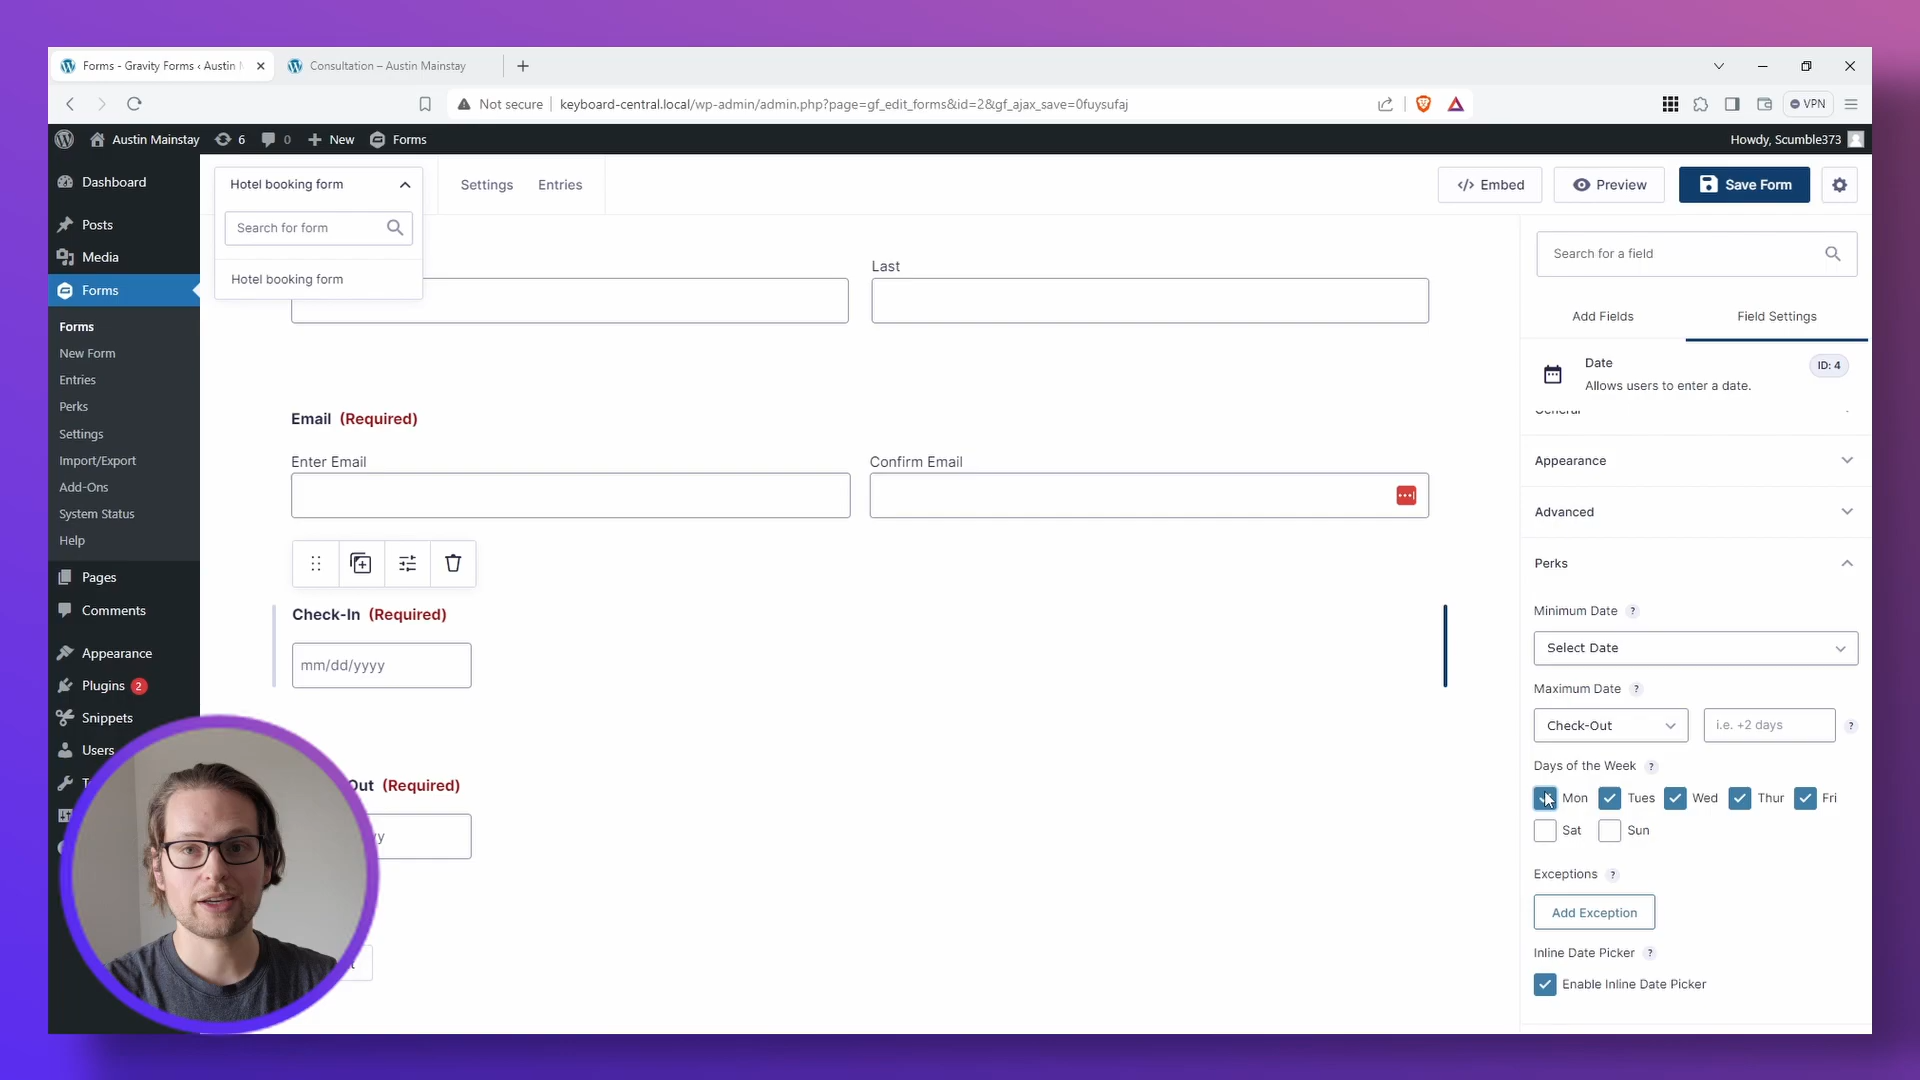 Forms - Gravity Forms ‹ Austin
Consultation – Austin Mainstay
Not secure
keyboard-central.local/wp-admin/admin.php?page=gf_edit_forms&id=2&gf_ajax_save=0fuysufaj
VPN
Austin Mainstay
6
0
New
Forms
Howdy, Scumble373
Dashboard
Posts
Media
Forms
Forms
New Form
Entries
Perks
Settings
Import/Export
Add-Ons
System Status
Help
Pages
Comments
Appearance
Plugins 2
Snippets
Users
Hotel booking form
Search for form
Hotel booking form
Settings
Entries
</> Embed
Preview
Save Form
Last
Email (Required)
Enter Email
Confirm Email
Check-In (Required)
mm/dd/yyyy
Out (Required)
Search for a field
Add Fields
Field Settings
Date
ID: 4
Allows users to enter a date.
General
Appearance
Advanced
Perks
Minimum Date ?
Select Date
Maximum Date ?
Check-Out
i.e. +2 days
?
Days of the Week ?
Mon
Tues
Wed
Thur
Fri
Sat
Sun
Exceptions ?
Add Exception
Inline Date Picker ?
Enable Inline Date Picker